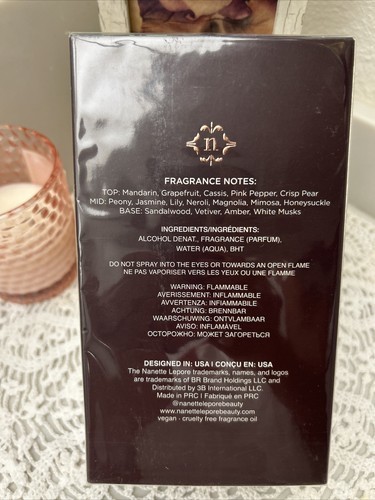 n.
FRAGRANCE NOTES:
TOP: Mandarin, Grapefruit, Cassis, Pink Pepper, Crisp Pear
MID: Peony, Jasmine, Lily, Neroli, Magnolia, Mimosa, Honeysuckle
BASE: Sandalwood, Vetiver, Amber, White Musks
INGREDIENTS/INGRÉDIENTS:
ALCOHOL DENAT., FRAGRANCE (PARFUM),
WATER (AQUA), BHT
DO NOT SPRAY INTO THE EYES OR TOWARDS AN OPEN FLAME
NE PAS VAPORISER VERS LES YEUX OU UNE FLAMME
WARNING: FLAMMABLE
AVERISSEMENT: INFLAMMABLE
AVVERTENZA: INFIAMMABILE
ACHTUNG: BRENNBAR
WAARSCHUWING: ONTVLAMBAAR
AVISO: INFLAMÁVEL
ОСТОРОЖНО: МОЖЕТ ЗАГОРЕТЬСЯ
DESIGNED IN: USA I CONÇU EN: USA
The Nanette Lepore trademarks, names, and logos
are trademarks of BR Brand Holdings LLC and
Distributed by 3B International LLC.
Made in PRC I Fabriqué en PRC
@nanetteleporebeauty
www.nanetteleporebeauty.com
vegan - cruelty free fragrance oil